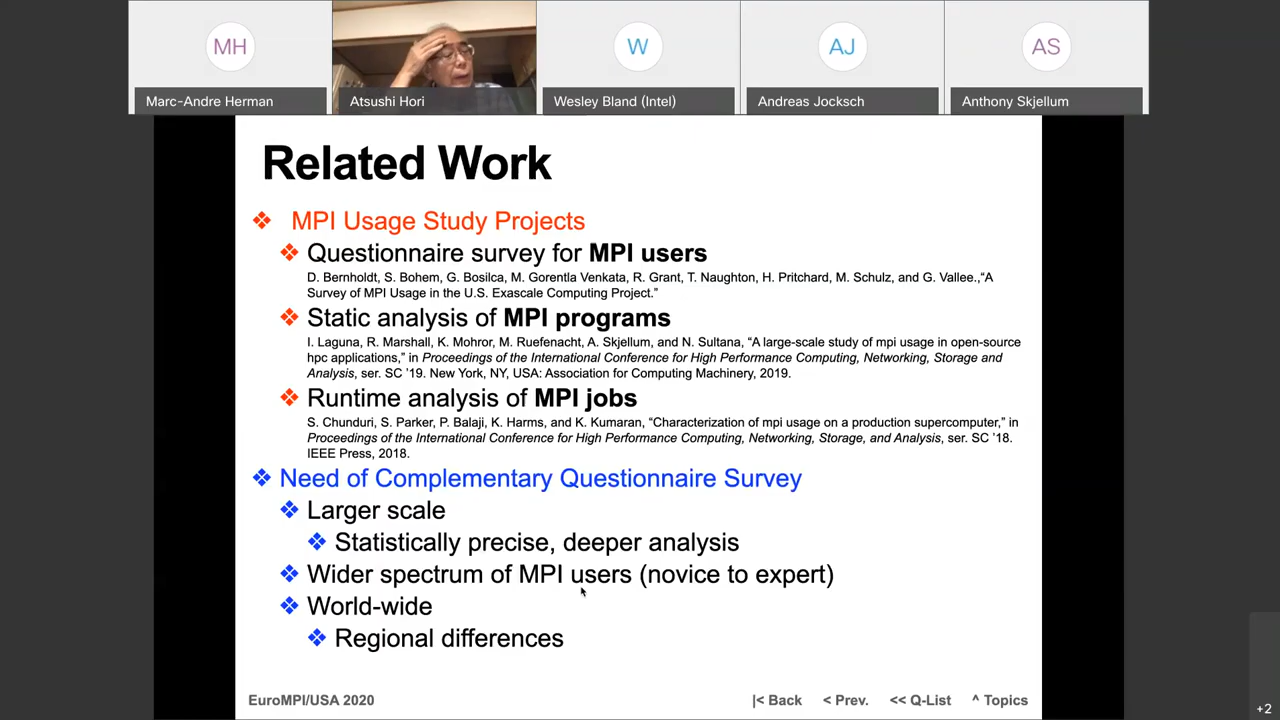 MH
W
AJ
AS
Marc-Andre Herman
Atsushi Hori
Wesley Bland (Intel)
Andreas Jocksch
Anthony Skjellum
Related Work
MPI Usage Study Projects
Questionnaire survey for MPI users
D. Bernholdt, S. Bohem, G. Bosilca, M. Gorentla Venkata, R. Grant, T. Naughton, H. Pritchard, M. Schulz, and G. Vallee.,“A
Survey of MPI Usage in the U.S. Exascale Computing Project.”
Static analysis of MPI programs
I. Laguna, R. Marshall, K. Mohror, M. Ruefenacht, A. Skjellum, and N. Sultana, “A large-scale study of mpi usage in open-source
hpc applications,” in Proceedings of the International Conference for High Performance Computing, Networking, Storage and
Analysis, ser. SC ’19. New York, NY, USA: Association for Computing Machinery, 2019.
Runtime analysis of MPI jobs
S. Chunduri, S. Parker, P. Balaji, K. Harms, and K. Kumaran, “Characterization of mpi usage on a production supercomputer,” in
Proceedings of the International Conference for High Performance Computing, Networking, Storage, and Analysis, ser. SC ’18.
IEEE Press, 2018.
Need of Complementary Questionnaire Survey
Larger scale
Statistically precise, deeper analysis
Wider spectrum of MPI users (novice to expert)
World-wide
Regional differences
EuroMPI/USA 2020
|< Back
< Prev.
<< Q-List
^ Topics
+2